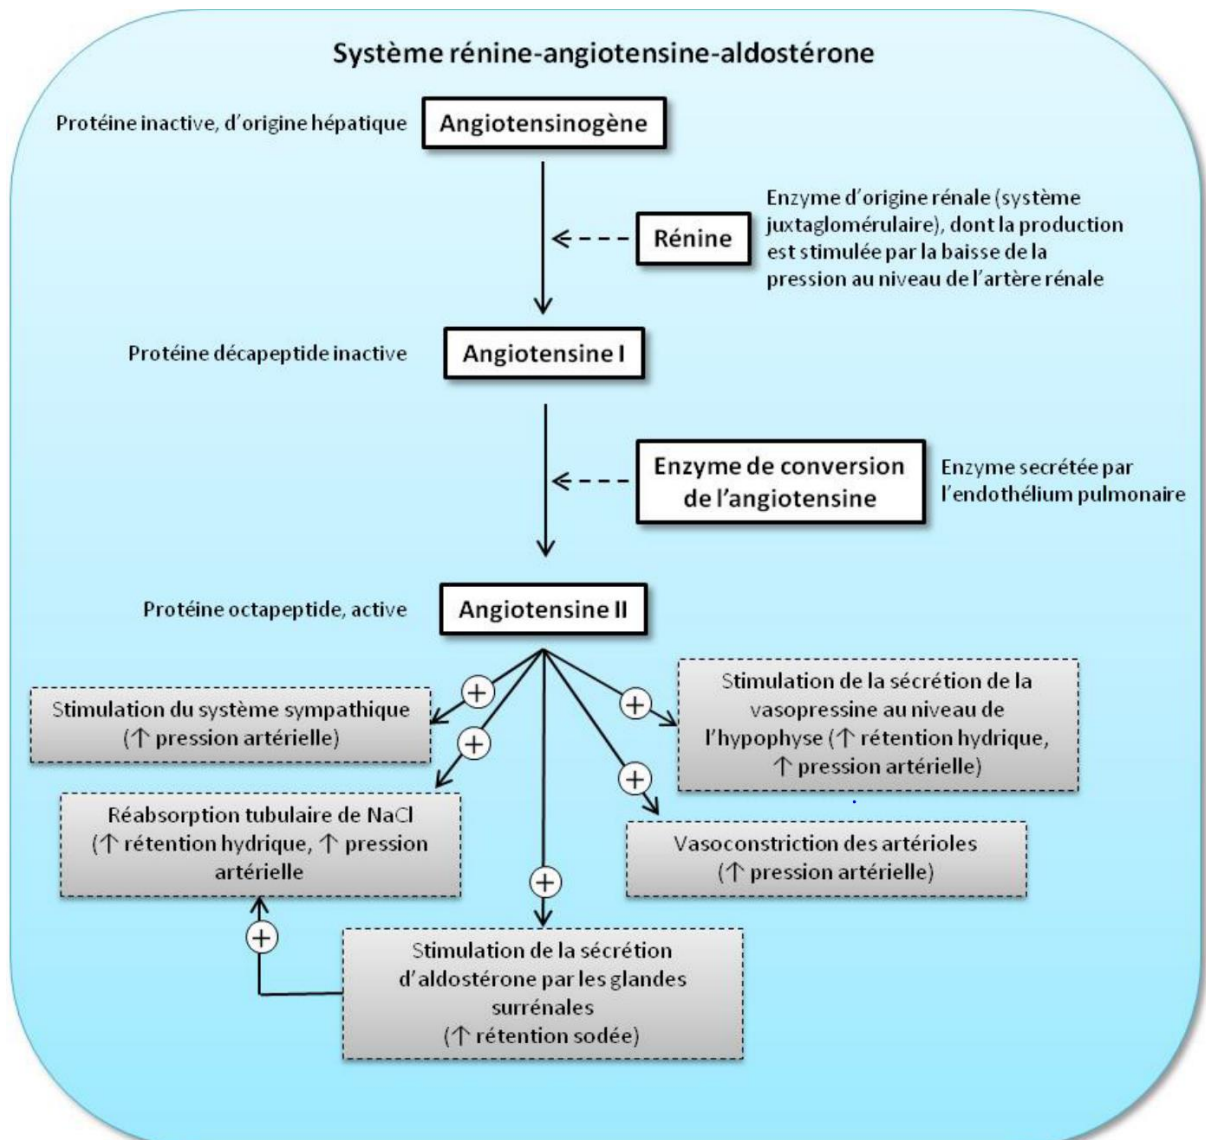 Système rénine-angiotensine-aldostérone
Protéine inactive, d'origine hépatique
Angiotensinogène
Enzyme d'origine rénale (système
juxtaglomérulaire), dont la production
est stimulée par la baisse de la
pression au niveau de l'artère rénale
Rénine
Protéine décapeptide inactive
Angiotensine I
Enzyme de conversion
de l'angiotensine
Enzyme secrétée par
l'endothélium pulmonaire
Protéine octapeptide, active
Angiotensine II
+
+
+
+
+
Stimulation du système sympathique
(↑ pression artérielle)
Stimulation de la sécrétion de la
vasopressine au niveau de
l'hypophyse (↑ rétention hydrique,
↑ pression artérielle)
Réabsorption tubulaire de NaCl
(↑ rétention hydrique, ↑ pression
artérielle
Vasoconstriction des artérioles
(↑ pression artérielle)
+
Stimulation de la sécrétion
d'aldostérone par les glandes
surrénales
(↑ rétention sodée)